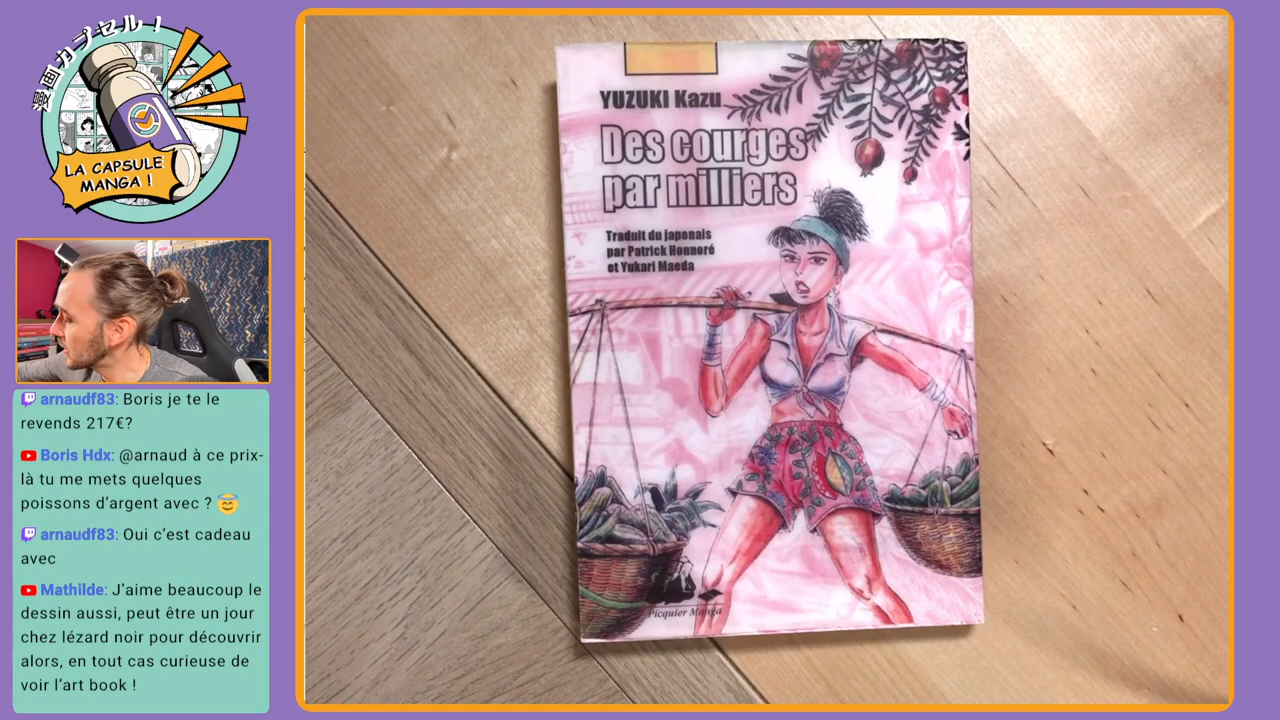 漫画カプセル！
LA CAPSULE
MANGA !
arnaudf83: Boris je te le
revends 217€?
Boris Hdx: @arnaud à ce prix-
là tu me mets quelques
poissons d’argent avec ? 😇
arnaudf83: Oui c’est cadeau
avec
Mathilde: J’aime beaucoup le
dessin aussi, peut être un jour
chez lézard noir pour découvrir
alors, en tout cas curieuse de
voir l’art book !
YUZUKI Kazu
Des courges
par milliers
Traduit du japonais
par Patrick Honnoré
et Yukari Maeda
Picquier Manga